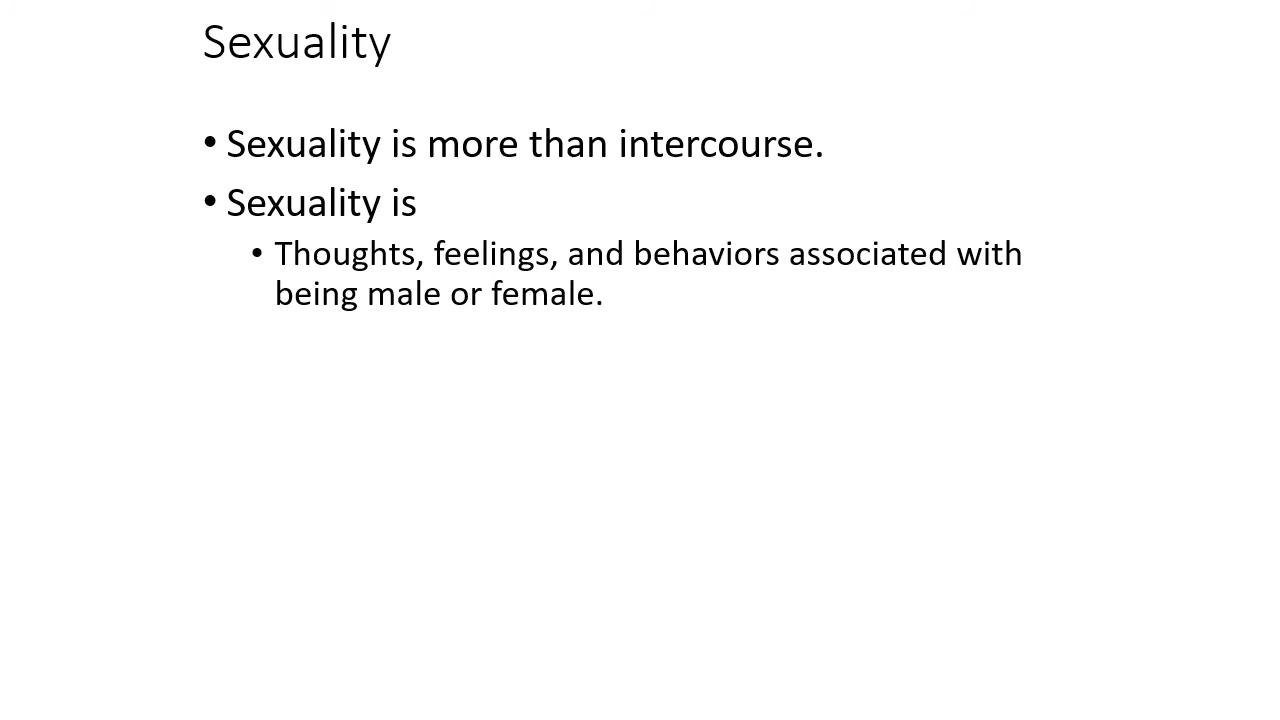 Sexuality
• Sexuality is more than intercourse.
• Sexuality is
• Thoughts, feelings, and behaviors associated with
being male or female.